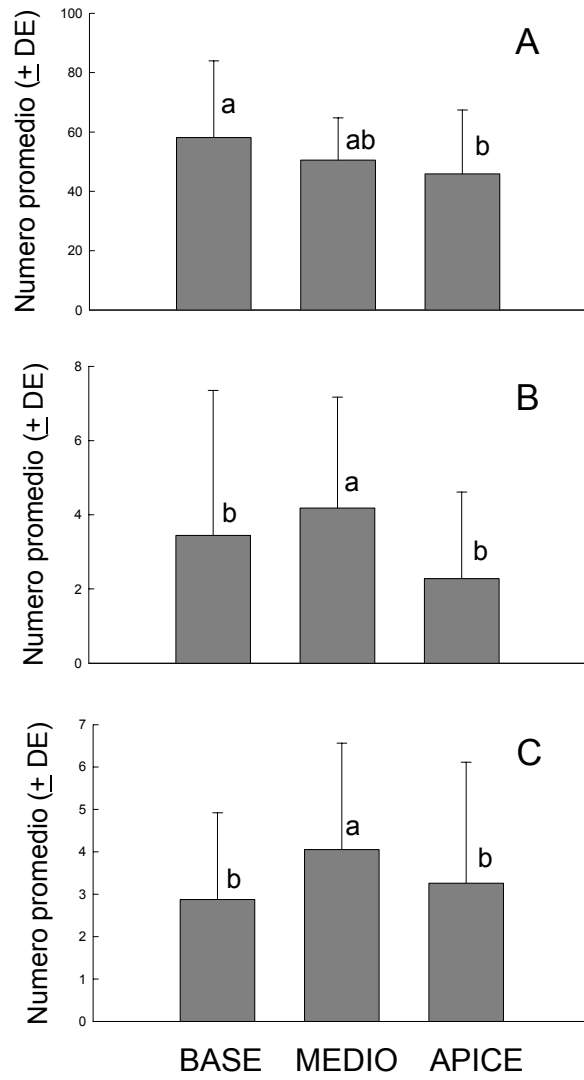 Numero promedio (+ DE)
100
80
60
40
20
0
A
a
ab
b
Numero promedio (+ DE)
8
6
4
2
0
B
b
a
b
Numero promedio (+ DE)
7
6
5
4
3
2
1
0
C
b
a
b
BASE MEDIO APICE